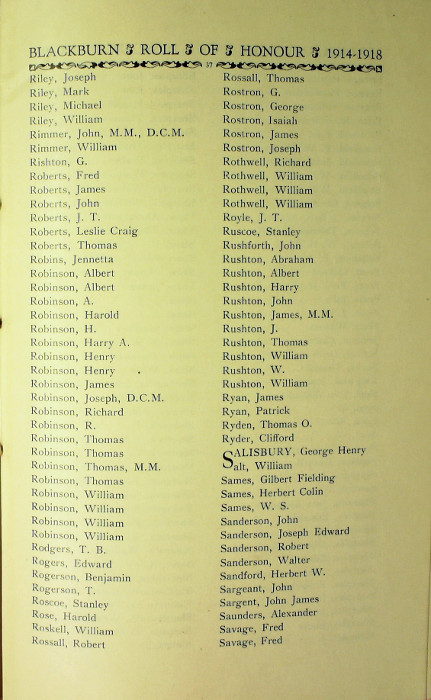 BLACKBURN ROLL OF HONOUR 1914-1918
37
Riley, Joseph
Riley, Mark
Riley, Michael
Riley, William
Rimmer, John, M.M., D.C.M.
Rimmer, William
Rishton, G.
Roberts, Fred
Roberts, James
Roberts, John
Roberts, J. T.
Roberts, Leslie Craig
Roberts, Thomas
Robins, Jennetta
Robinson, Albert
Robinson, Albert
Robinson, A.
Robinson, Harold
Robinson, H.
Robinson, Harry A.
Robinson, Henry
Robinson, Henry
Robinson, James
Robinson, Joseph, D.C.M.
Robinson, Richard
Robinson, R.
Robinson, Thomas
Robinson, Thomas
Robinson, Thomas, M.M.
Robinson, Thomas
Robinson, William
Robinson, William
Robinson, William
Robinson, William
Rodgers, T. B.
Rogers, Edward
Rogerson, Benjamin
Rogerson, T.
Roscoe, Stanley
Rose, Harold
Roskell, William
Rossall, Robert
Rossall, Thomas
Rostron, G.
Rostron, George
Rostron, Isaiah
Rostron, James
Rostron, Joseph
Rothwell, Richard
Rothwell, William
Rothwell, William
Rothwell, William
Royle, J. T.
Ruscoe, Stanley
Rushforth, John
Rushton, Abraham
Rushton, Albert
Rushton, Harry
Rushton, John
Rushton, James, M.M.
Rushton, J.
Rushton, Thomas
Rushton, William
Rushton, W.
Rushton, William
Ryan, James
Ryan, Patrick
Ryden, Thomas O.
Ryder, Clifford
SALISBURY, George Henry
Salt, William
Sames, Gilbert Fielding
Sames, Herbert Colin
Sames, W. S.
Sanderson, John
Sanderson, Joseph Edward
Sanderson, Robert
Sanderson, Walter
Sandford, Herbert W.
Sargeant, John
Sargent, John James
Saunders, Alexander
Savage, Fred
Savage, Fred